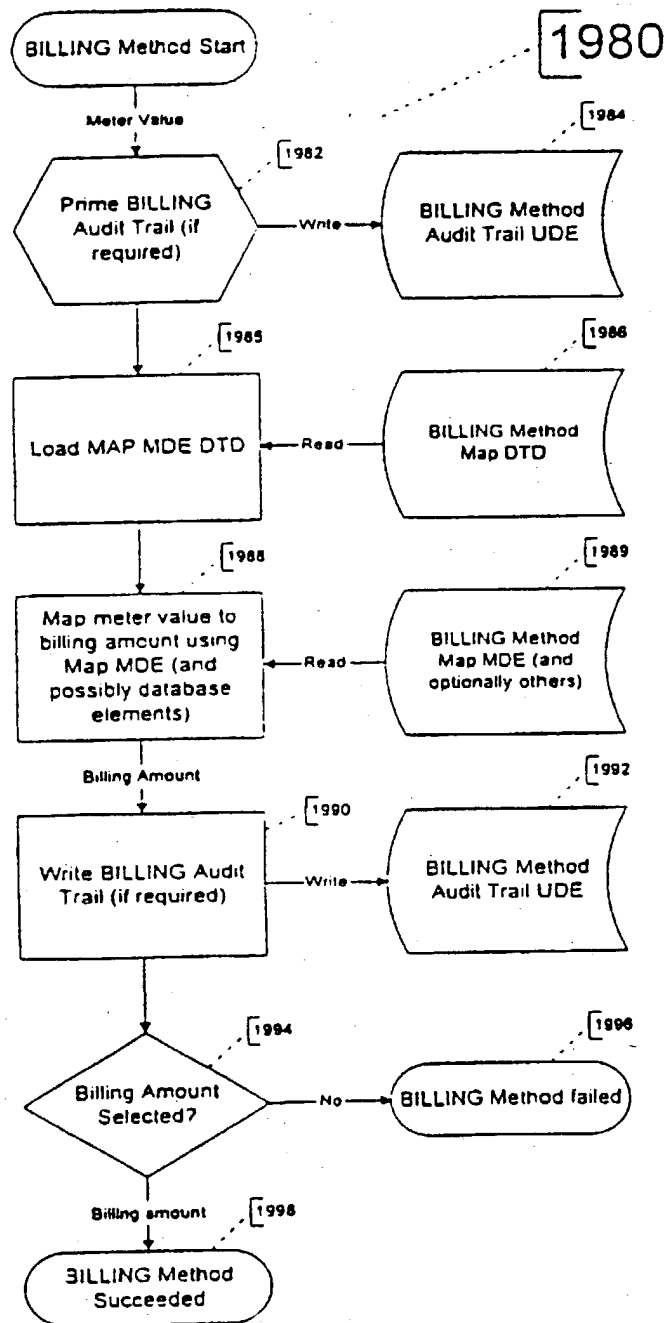 BILLING Method Start
1980
Meter Value
1982
1984
Prime BILLING
Audit Trail (if
required)
Write
BILLING Method
Audit Trail UDE
1985
1986
Load MAP MDE DTD
Read
BILLING Method
Map DTD
1988
1989
Map meter value to
billing amount using
Map MDE (and
possibly database
elements)
Read
BILLING Method
Map MDE (and
optionally others)
Billing Amount
1990
1992
Write BILLING Audit
Trail (if required)
Write
BILLING Method
Audit Trail UDE
1994
1996
Billing Amount
Selected?
No
BILLING Method failed
Billing amount
1998
BILLING Method
Succeeded